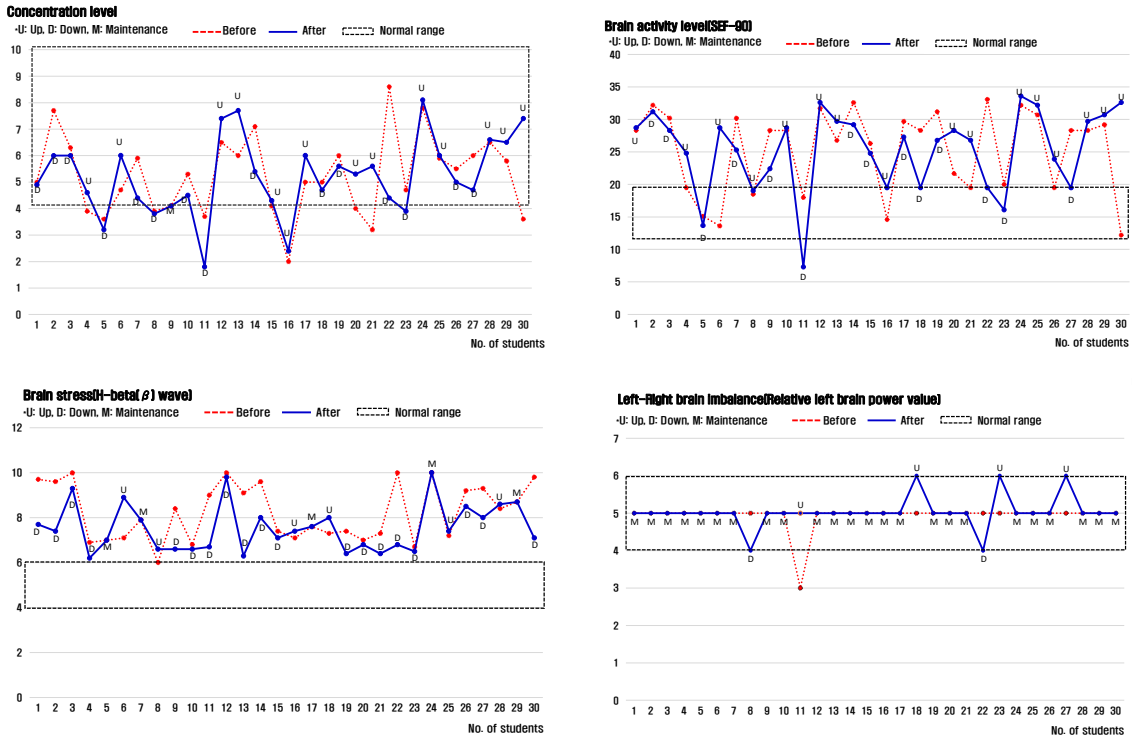 Concentration level
·U: Up, D: Down, M: Maintenance Before After Normal range
10
9
8
7
6
5
4
3
2
1
0
D D D U D U D D M D D U U D U U U D D U U D D U U D D U U U
1 2 3 4 5 6 7 8 9 10 11 12 13 14 15 16 17 18 19 20 21 22 23 24 25 26 27 28 29 30
No. of students
Brain activity level(SEF-90)
·U: Up, D: Down, M: Maintenance Before After Normal range
40
35
30
25
20
15
10
5
0
U D D U D U D U D U D U U D D U D D D U U D D U U U D U U U
1 2 3 4 5 6 7 8 9 10 11 12 13 14 15 16 17 18 19 20 21 22 23 24 25 26 27 28 29 30
No. of students
Brain stress(H-beta(β) wave)
·U: Up, D: Down, M: Maintenance Before After Normal range
12
10
8
6
4
2
0
D D D D M U M U D D D D D D D U M U D D D D D M U D D U M D
1 2 3 4 5 6 7 8 9 10 11 12 13 14 15 16 17 18 19 20 21 22 23 24 25 26 27 28 29 30
No. of students
Left-Right brain imbalance(Relative left brain power value)
·U: Up, D: Down, M: Maintenance Before After Normal range
7
6
5
4
3
2
1
0
M M M M M M M D M M U M M M M M M U M M M D U M M M U M M M
1 2 3 4 5 6 7 8 9 10 11 12 13 14 15 16 17 18 19 20 21 22 23 24 25 26 27 28 29 30
No. of students